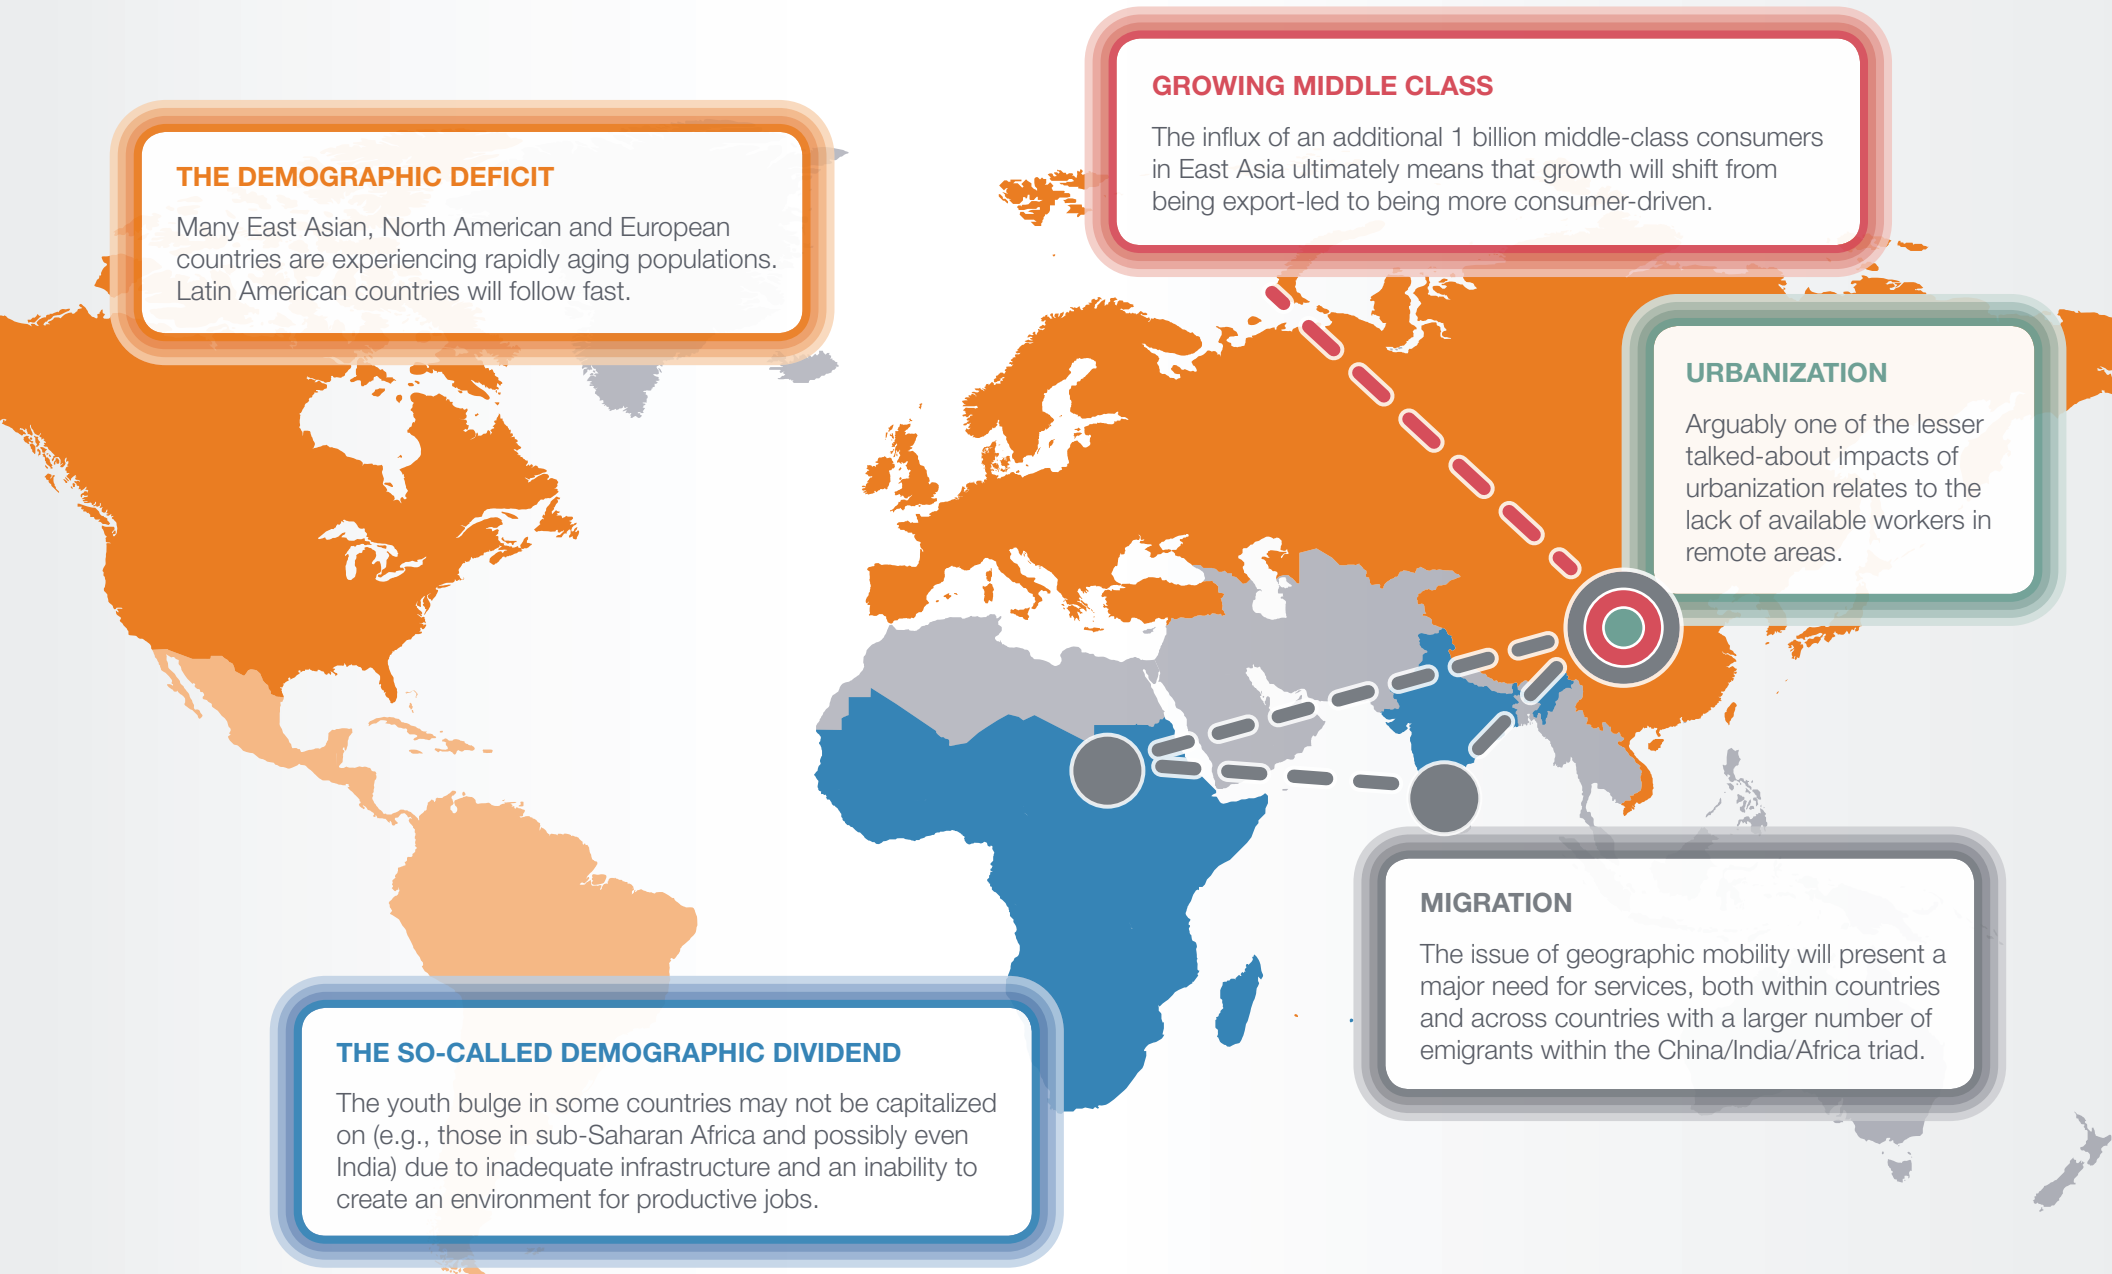 THE DEMOGRAPHIC DEFICIT
Many East Asian, North American and European
countries are experiencing rapidly aging populations.
Latin American countries will follow fast.
GROWING MIDDLE CLASS
The influx of an additional 1 billion middle-class consumers
in East Asia ultimately means that growth will shift from
being export-led to being more consumer-driven.
URBANIZATION
Arguably one of the lesser
talked-about impacts of
urbanization relates to the
lack of available workers in
remote areas.
MIGRATION
The issue of geographic mobility will present a
major need for services, both within countries
and across countries with a larger number of
emigrants within the China/India/Africa triad.
THE SO-CALLED DEMOGRAPHIC DIVIDEND
The youth bulge in some countries may not be capitalized
on (e.g., those in sub-Saharan Africa and possibly even
India) due to inadequate infrastructure and an inability to
create an environment for productive jobs.